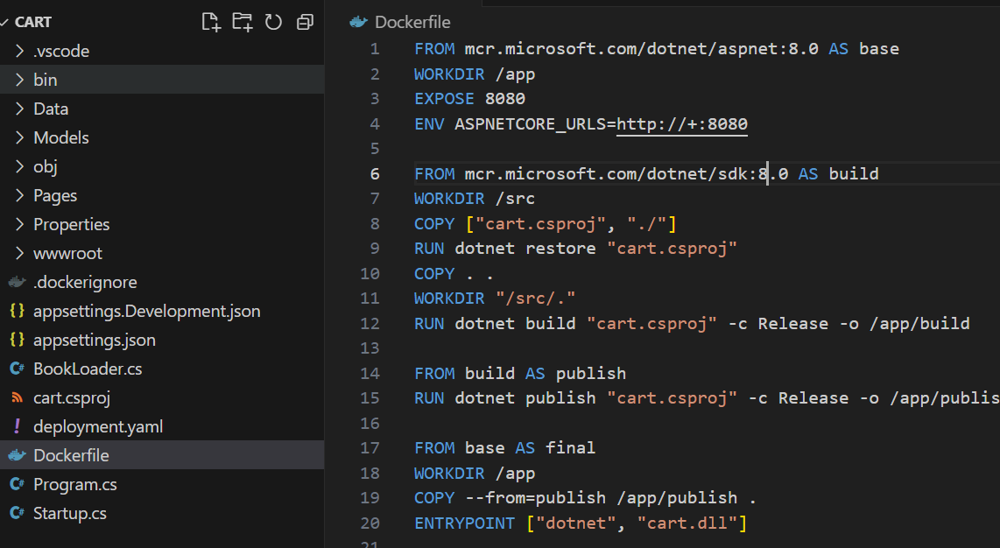 CART
.vscode
bin
Data
Models
obj
Pages
Properties
wwwroot
.dockerignore
appsettings.Development.json
appsettings.json
BookLoader.cs
cart.csproj
deployment.yaml
Dockerfile
Program.cs
Startup.cs
Dockerfile
1 FROM mcr.microsoft.com/dotnet/aspnet:8.0 AS base
2 WORKDIR /app
3 EXPOSE 8080
4 ENV ASPNETCORE_URLS=http://+:8080
5
6 FROM mcr.microsoft.com/dotnet/sdk:8.0 AS build
7 WORKDIR /src
8 COPY ["cart.csproj", "./"]
9 RUN dotnet restore "cart.csproj"
10 COPY . .
11 WORKDIR "/src/."
12 RUN dotnet build "cart.csproj" -c Release -o /app/build
13
14 FROM build AS publish
15 RUN dotnet publish "cart.csproj" -c Release -o /app/publis
16
17 FROM base AS final
18 WORKDIR /app
19 COPY --from=publish /app/publish .
20 ENTRYPOINT ["dotnet", "cart.dll"]
21